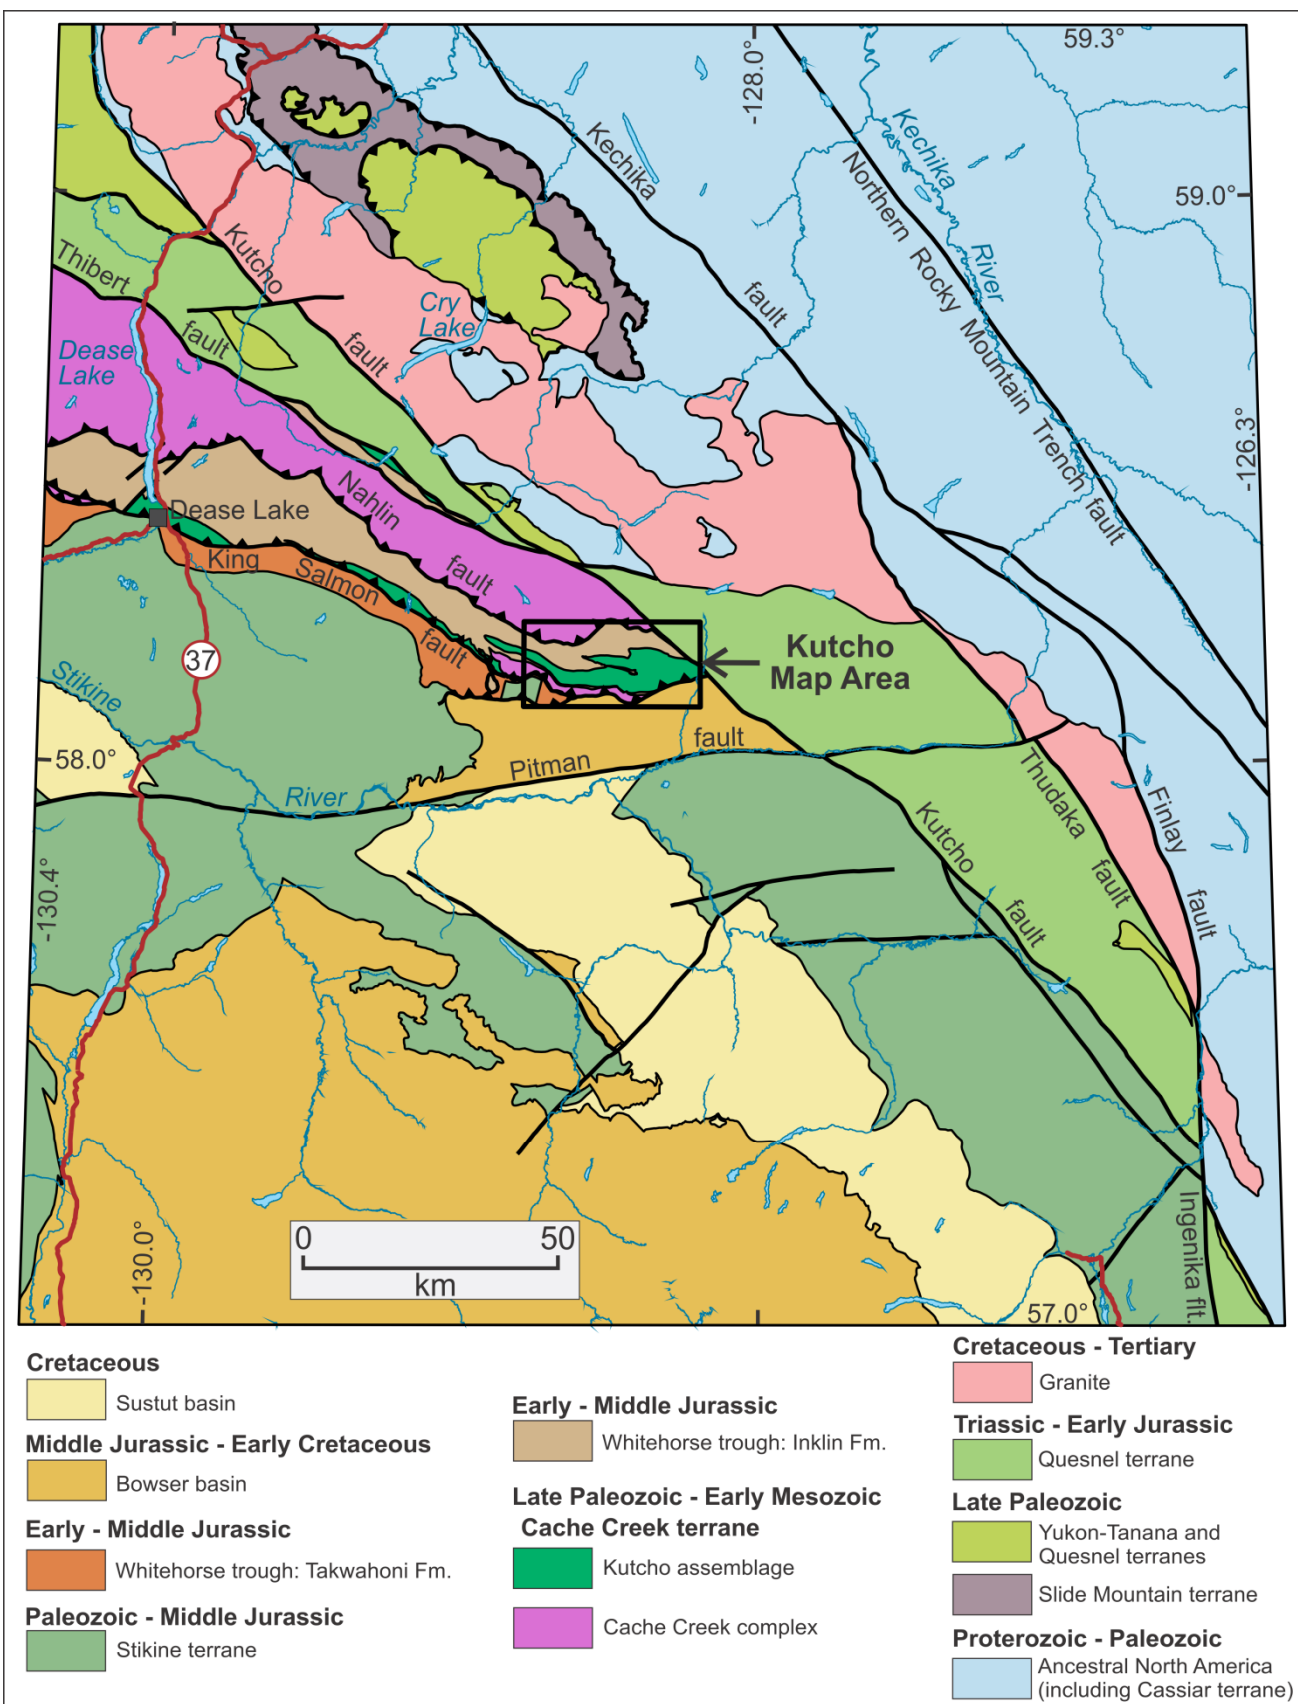 59.3°
-128.0°
Kechika
Kechika
River
59.0°
Northern Rocky Mountain Trench fault
Kutcho
Thibert
fault
Cry
Lake
fault
fault
Dease
Lake
-126.3°
Nahlin
Dease Lake
King
Salmon
fault
fault
Kutcho
Map Area
37
Stikine
58.0°
fault
Pitman
River
Thudaka
Finlay
Kutcho
fault
fault
fault
-130.4°
Ingenika flt.
0 50
km
-130.0°
57.0°
Cretaceous
Sustut basin
Middle Jurassic - Early Cretaceous
Bowser basin
Early - Middle Jurassic
Whitehorse trough: Takwahoni Fm.
Paleozoic - Middle Jurassic
Stikine terrane
Early - Middle Jurassic
Whitehorse trough: Inklin Fm.
Late Paleozoic - Early Mesozoic
Cache Creek terrane
Kutcho assemblage
Cache Creek complex
Cretaceous - Tertiary
Granite
Triassic - Early Jurassic
Quesnel terrane
Late Paleozoic
Yukon-Tanana and
Quesnel terranes
Slide Mountain terrane
Proterozoic - Paleozoic
Ancestral North America
(including Cassiar terrane)